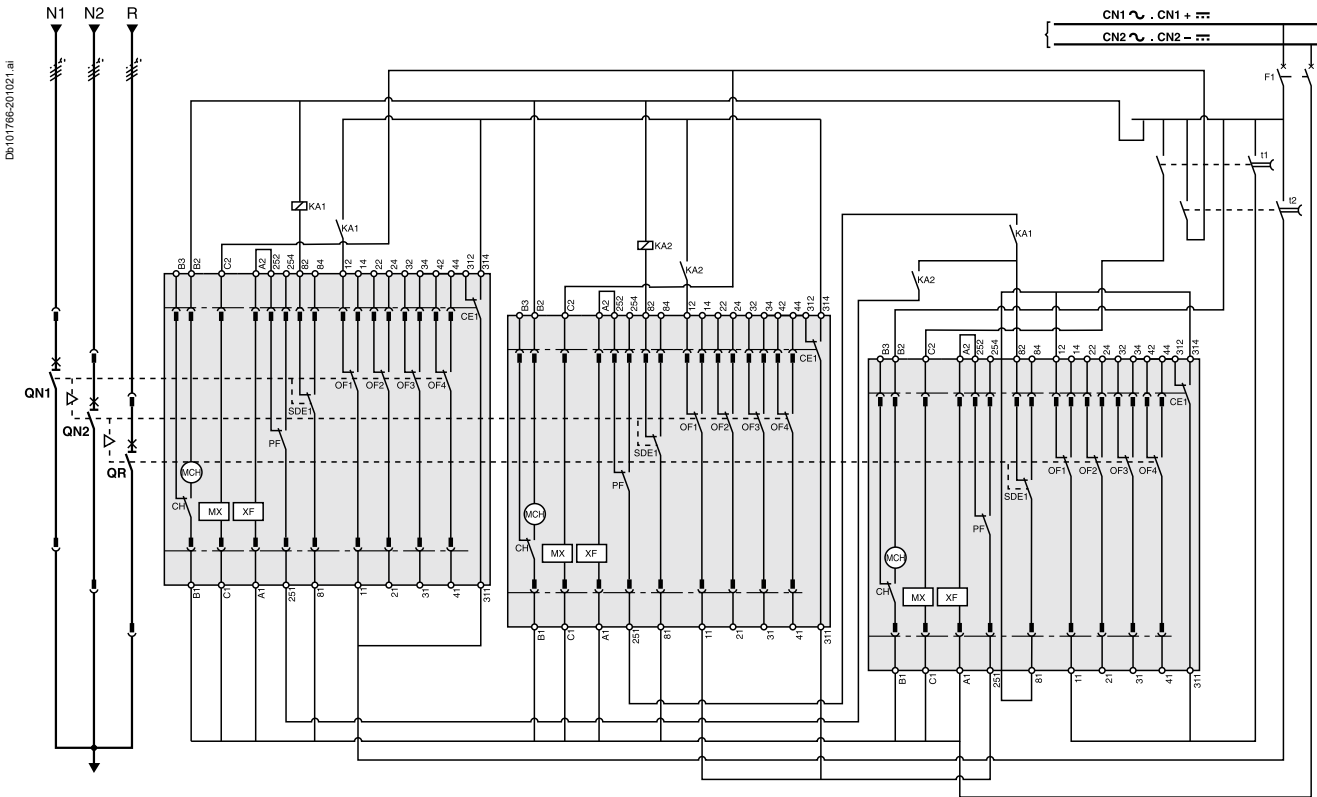 N1 N2 R
CN1 ~ . CN1 + ⎓
CN2 ~ . CN2 – ⎓
Db101766-201021.ai
F1
t1
t2
KA1
KA1
KA2
KA2
KA1
KA2
B3 B2 C2 A2 252 254 82 84 12 14 22 24 32 34 42 44 312 314
CE1
QN1
OF1 OF2 OF3 OF4
SDE1
PF
MCH
CH
MX XF
B1 C1 A1 251 81 11 21 31 41 311
B3 B2 C2 A2 252 254 82 84 12 14 22 24 32 34 42 44 312 314
CE1
QN2
OF1 OF2 OF3 OF4
SDE1
PF
MCH
CH
MX XF
B1 C1 A1 251 81 11 21 31 41 311
B3 B2 C2 A2 252 254 82 84 12 14 22 24 32 34 42 44 312 314
CE1
QR
OF1 OF2 OF3 OF4
SDE1
PF
MCH
CH
MX XF
B1 C1 A1 251 81 11 21 31 41 311